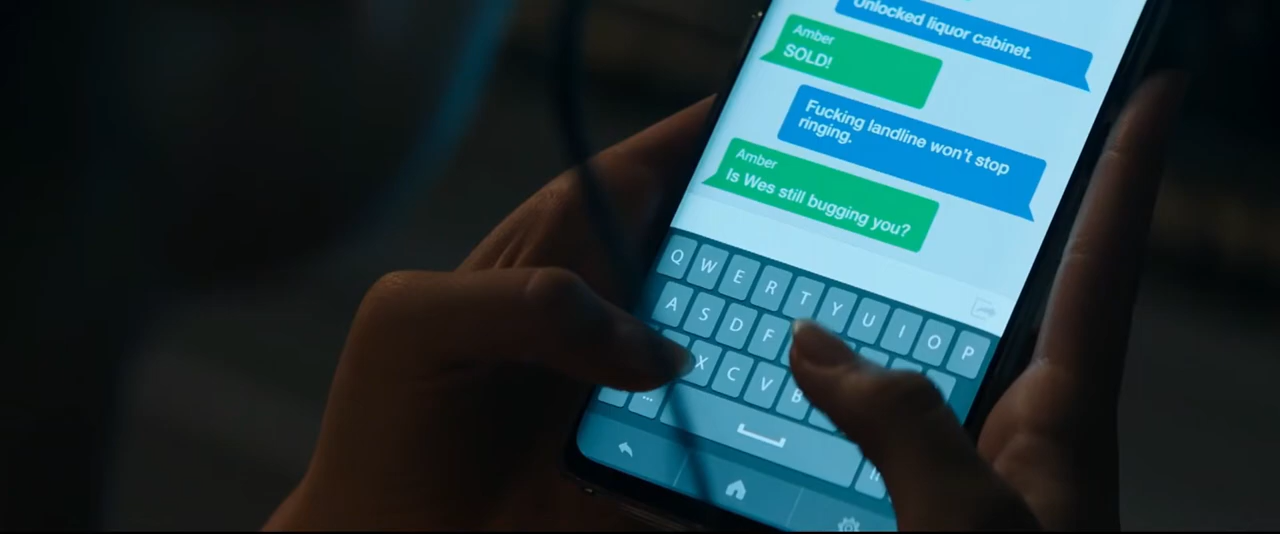 Unlocked liquor cabinet.
Amber
SOLD!
Fucking landline won't stop
ringing.
Amber
Is Wes still bugging you?
Q W E R T Y U I O P
A S D F
X C V B
...